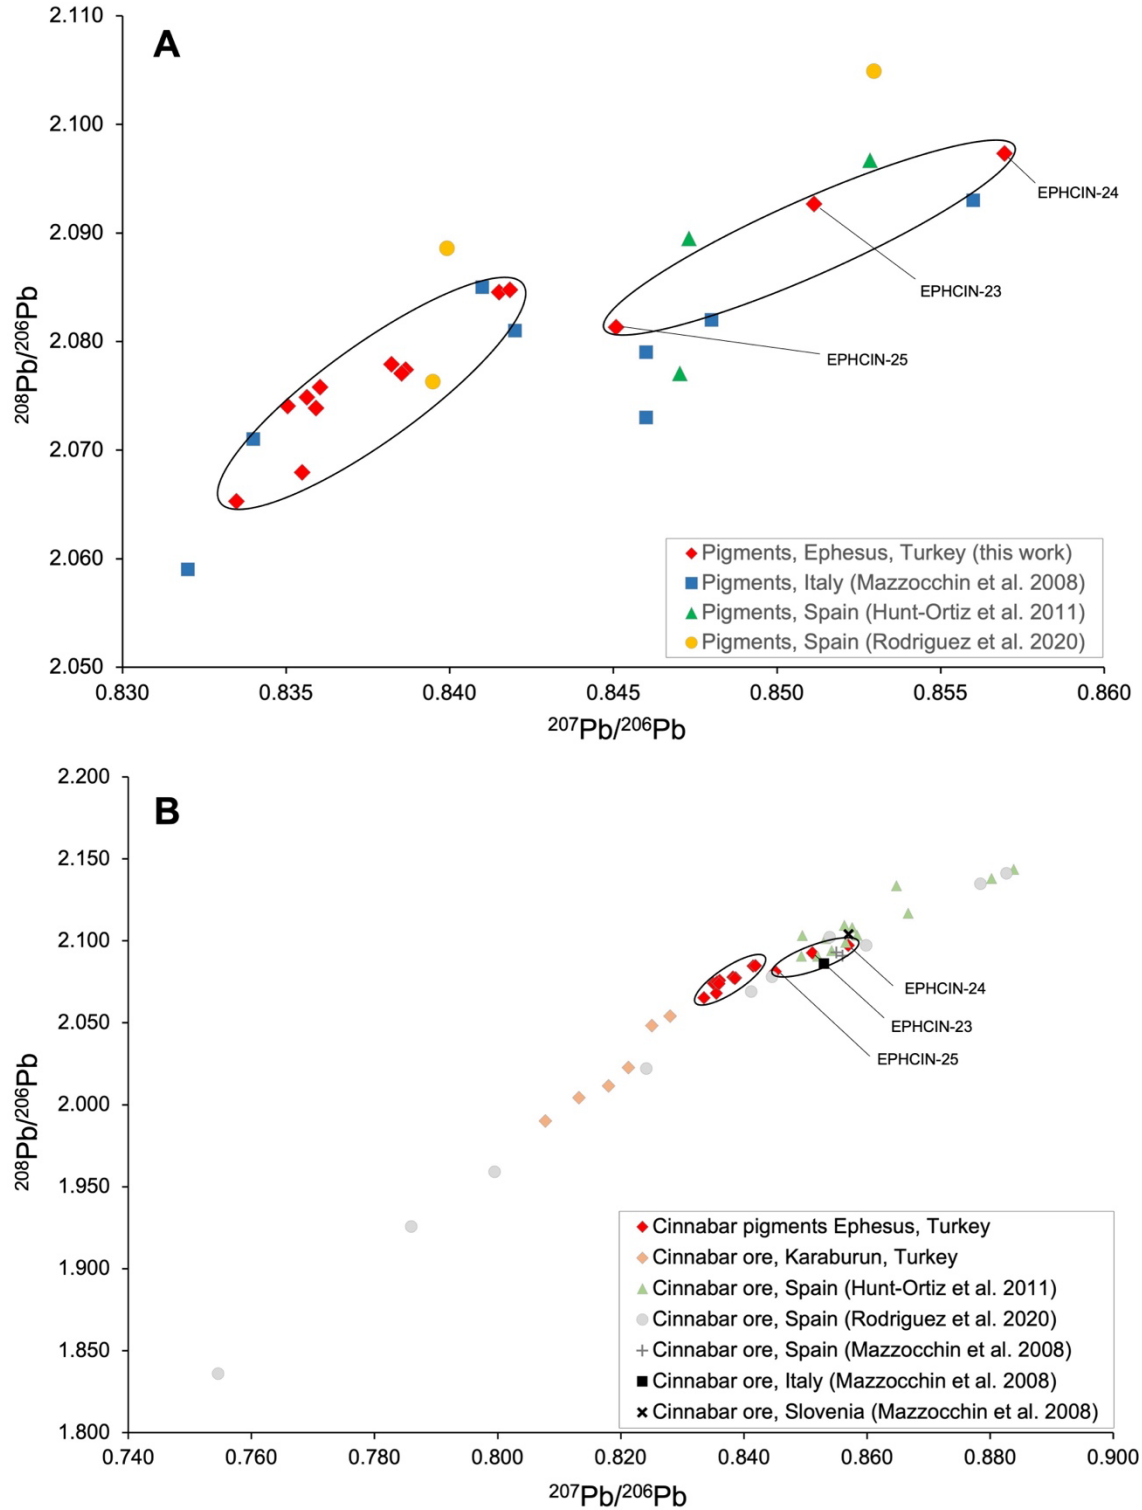 A
2.110
2.100
2.090
2.080
2.070
2.060
2.050
²⁰⁸Pb/²⁰⁶Pb
EPHCIN-24
EPHCIN-23
EPHCIN-25
Pigments, Ephesus, Turkey (this work)
Pigments, Italy (Mazzocchin et al. 2008)
Pigments, Spain (Hunt-Ortiz et al. 2011)
Pigments, Spain (Rodriguez et al. 2020)
0.830 0.835 0.840 0.845 0.850 0.855 0.860
²⁰⁷Pb/²⁰⁶Pb
B
2.200
2.150
2.100
2.050
2.000
1.950
1.900
1.850
1.800
²⁰⁸Pb/²⁰⁶Pb
EPHCIN-24
EPHCIN-23
EPHCIN-25
Cinnabar pigments Ephesus, Turkey
Cinnabar ore, Karaburun, Turkey
Cinnabar ore, Spain (Hunt-Ortiz et al. 2011)
Cinnabar ore, Spain (Rodriguez et al. 2020)
Cinnabar ore, Spain (Mazzocchin et al. 2008)
Cinnabar ore, Italy (Mazzocchin et al. 2008)
Cinnabar ore, Slovenia (Mazzocchin et al. 2008)
0.740 0.760 0.780 0.800 0.820 0.840 0.860 0.880 0.900
²⁰⁷Pb/²⁰⁶Pb